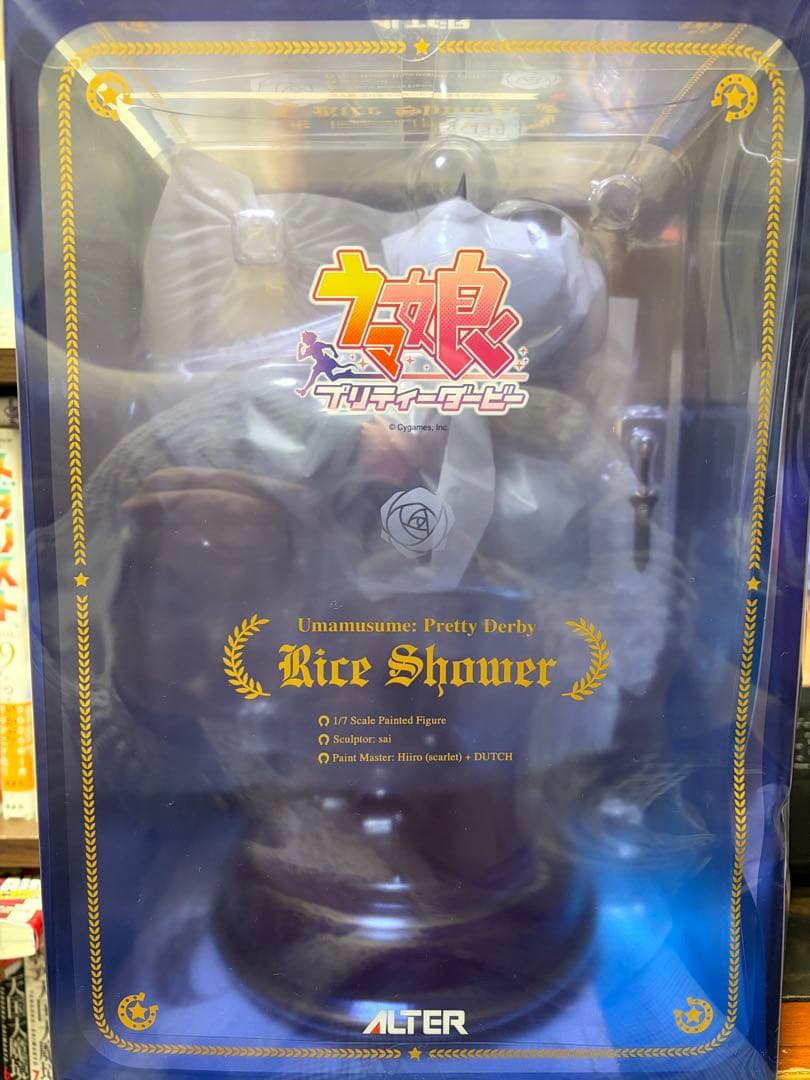 ウマ娘
プリティーダービー
© Cygames, Inc.
Umamusume: Pretty Derby
Rice Shower
1/7 Scale Painted Figure
Sculptor: sai
Paint Master: Hiiro (scarlet) + DUTCH
ALTER